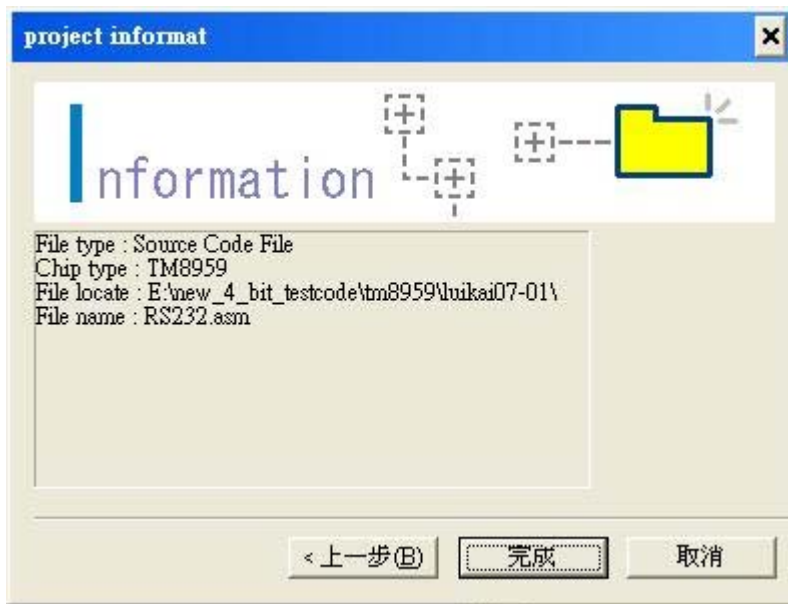 project informat
Information
File type : Source Code File
Chip type : TM8959
File locate : E:\new_4_bit_testcode\tm8959\luikai07-01\
File name : RS232.asm
<上一步(B) 完成 取消